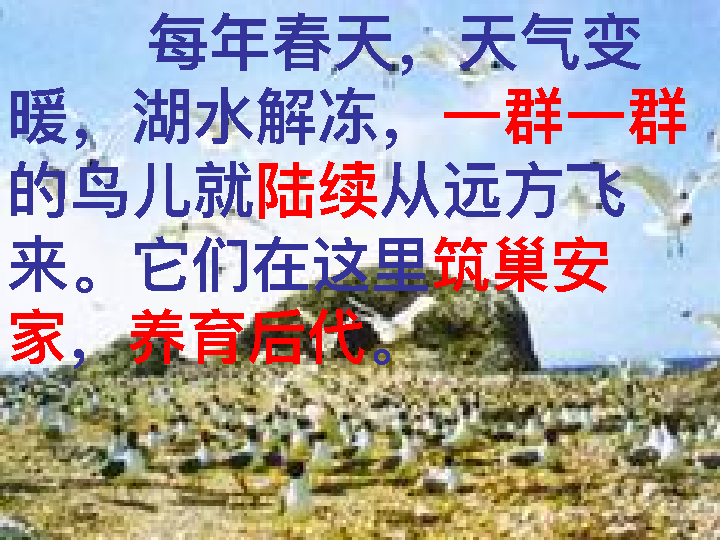 每年春天，天气变
暖，湖水解冻，一群一群
的鸟儿就陆续从远方飞
来。它们在这里筑巢安
家，养育后代。